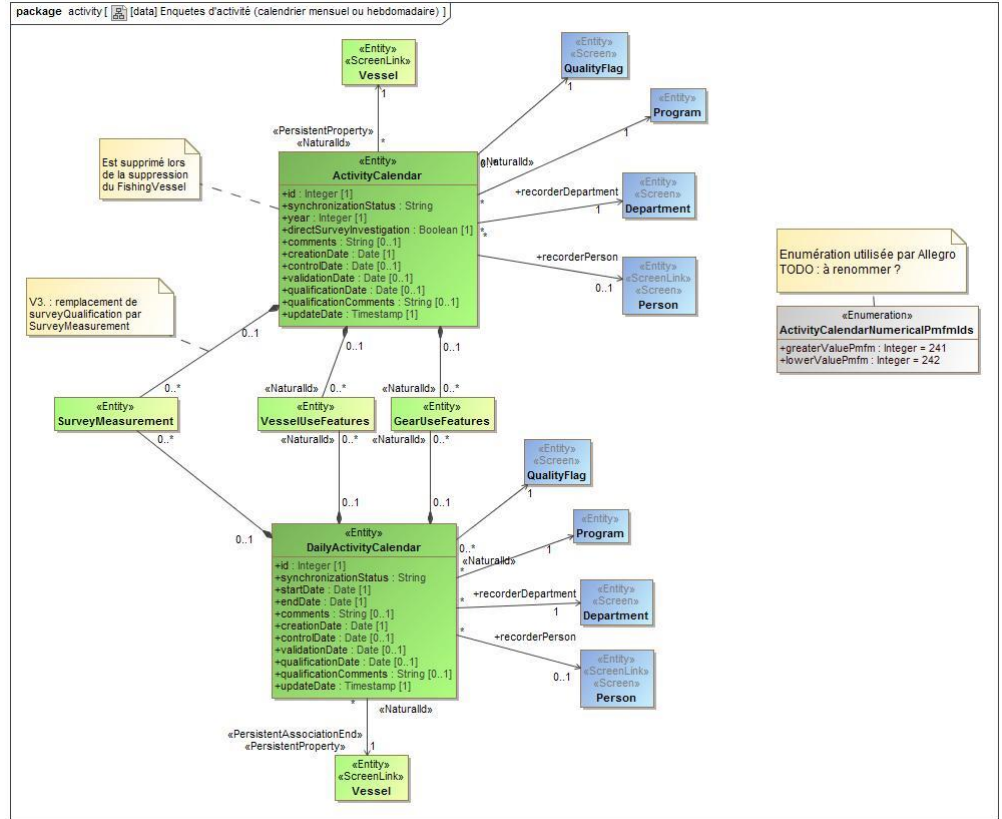 package activity [ [data] Enquetes d'activité (calendrier mensuel ou hebdomadaire) ]
«Entity»
«ScreenLink»
Vessel
1
«PersistentProperty»
«NaturalId»
*
«Entity»
«Screen»
QualityFlag
1
«Entity»
Program
1
«NaturalId»
*
Est supprimé lors
de la suppression
du FishingVessel
«Entity»
ActivityCalendar
+id : Integer [1]
+synchronizationStatus : String
+year : Integer [1]
+directSurveyInvestigation : Boolean [1]
+comments : String [0..1]
+creationDate : Date [1]
+controlDate : Date [0..1]
+validationDate : Date [0..1]
+qualificationDate : Date [0..1]
+qualificationComments : String [0..1]
+updateDate : Timestamp [1]
+recorderDepartment
*
1
«Entity»
«Screen»
Department
*
+recorderPerson
0..1
«Entity»
«ScreenLink»
«Screen»
Person
Enumération utilisée par Allegro
TODO : à renommer ?
«Enumeration»
ActivityCalendarNumericalPmfmIds
+greaterValuePmfm : Integer = 241
+lowerValuePmfm : Integer = 242
V3. : remplacement de
surveyQualification par
SurveyMeasurement
0..1
0..1
0..1
0..*
«NaturalId» 0..*
«NaturalId» 0..*
«Entity»
SurveyMeasurement
«Entity»
VesselUseFeatures
«Entity»
GearUseFeatures
0..*
«NaturalId» 0..*
«NaturalId» 0..*
«Entity»
«Screen»
QualityFlag
1
0..1
0..1
0..1
«Entity»
DailyActivityCalendar
+id : Integer [1]
+synchronizationStatus : String
+startDate : Date [1]
+endDate : Date [1]
+comments : String [0..1]
+creationDate : Date [1]
+controlDate : Date [0..1]
+validationDate : Date [0..1]
+qualificationDate : Date [0..1]
+qualificationComments : String [0..1]
+updateDate : Timestamp [1]
0..*
«NaturalId»
*
1
«Entity»
Program
+recorderDepartment
*
1
«Entity»
«Screen»
Department
*
+recorderPerson
0..1
«Entity»
«ScreenLink»
«Screen»
Person
*
«NaturalId»
«PersistentAssociationEnd»
«PersistentProperty»
1
«Entity»
«ScreenLink»
Vessel